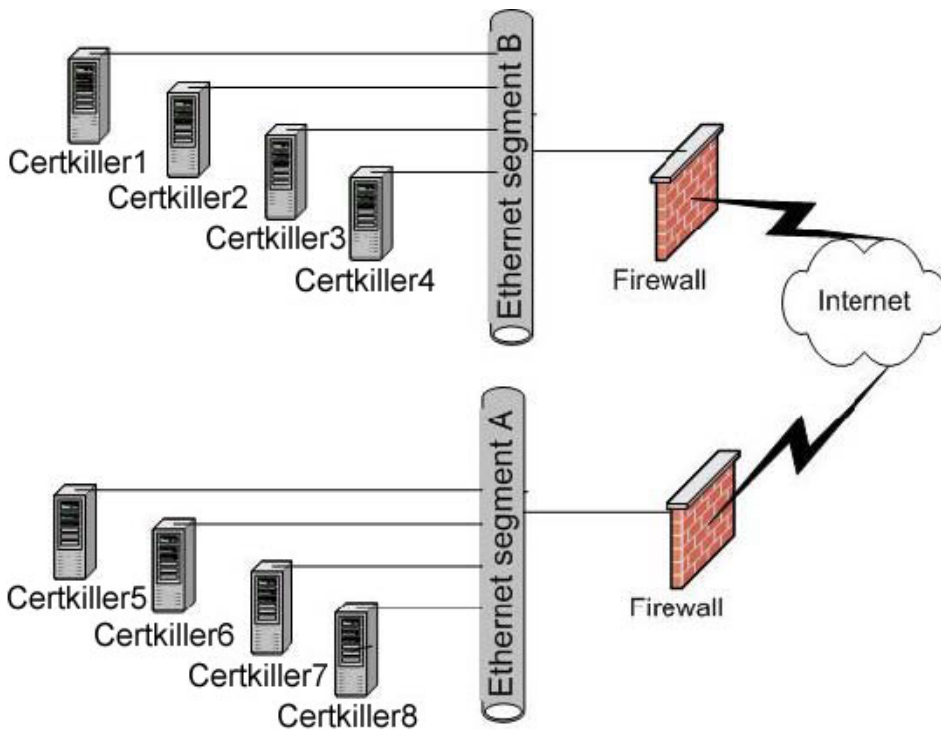 Certkiller1
Certkiller2
Certkiller3
Certkiller4
Ethernet segment B
Firewall
Internet
Certkiller5
Certkiller6
Certkiller7
Certkiller8
Ethernet segment A
Firewall